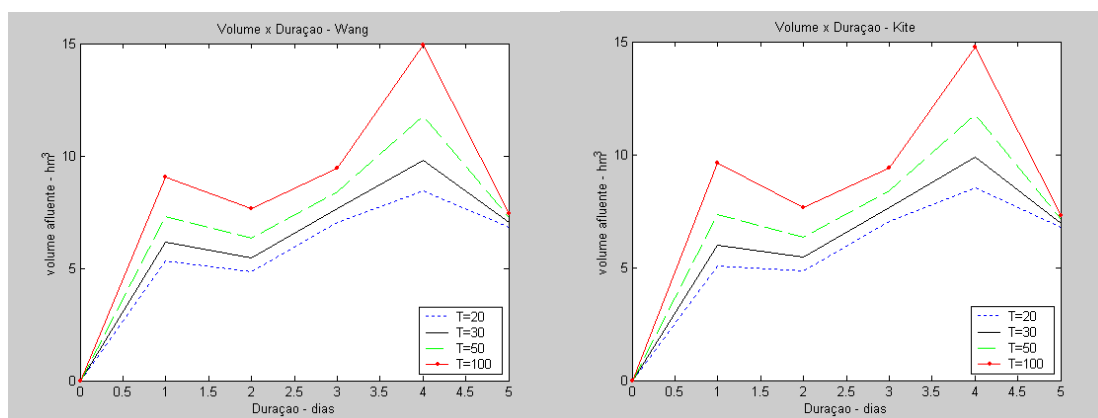 Volume x Duraçao - Wang
15
10
5
0
volume afluente - hm³
0 0.5 1 1.5 2 2.5 3 3.5 4 4.5 5
Duraçao - dias
T=20
T=30
T=50
T=100
Volume x Duraçao - Kite
15
10
5
0
volume afluente - hm³
0 0.5 1 1.5 2 2.5 3 3.5 4 4.5 5
Duraçao - dias
T=20
T=30
T=50
T=100